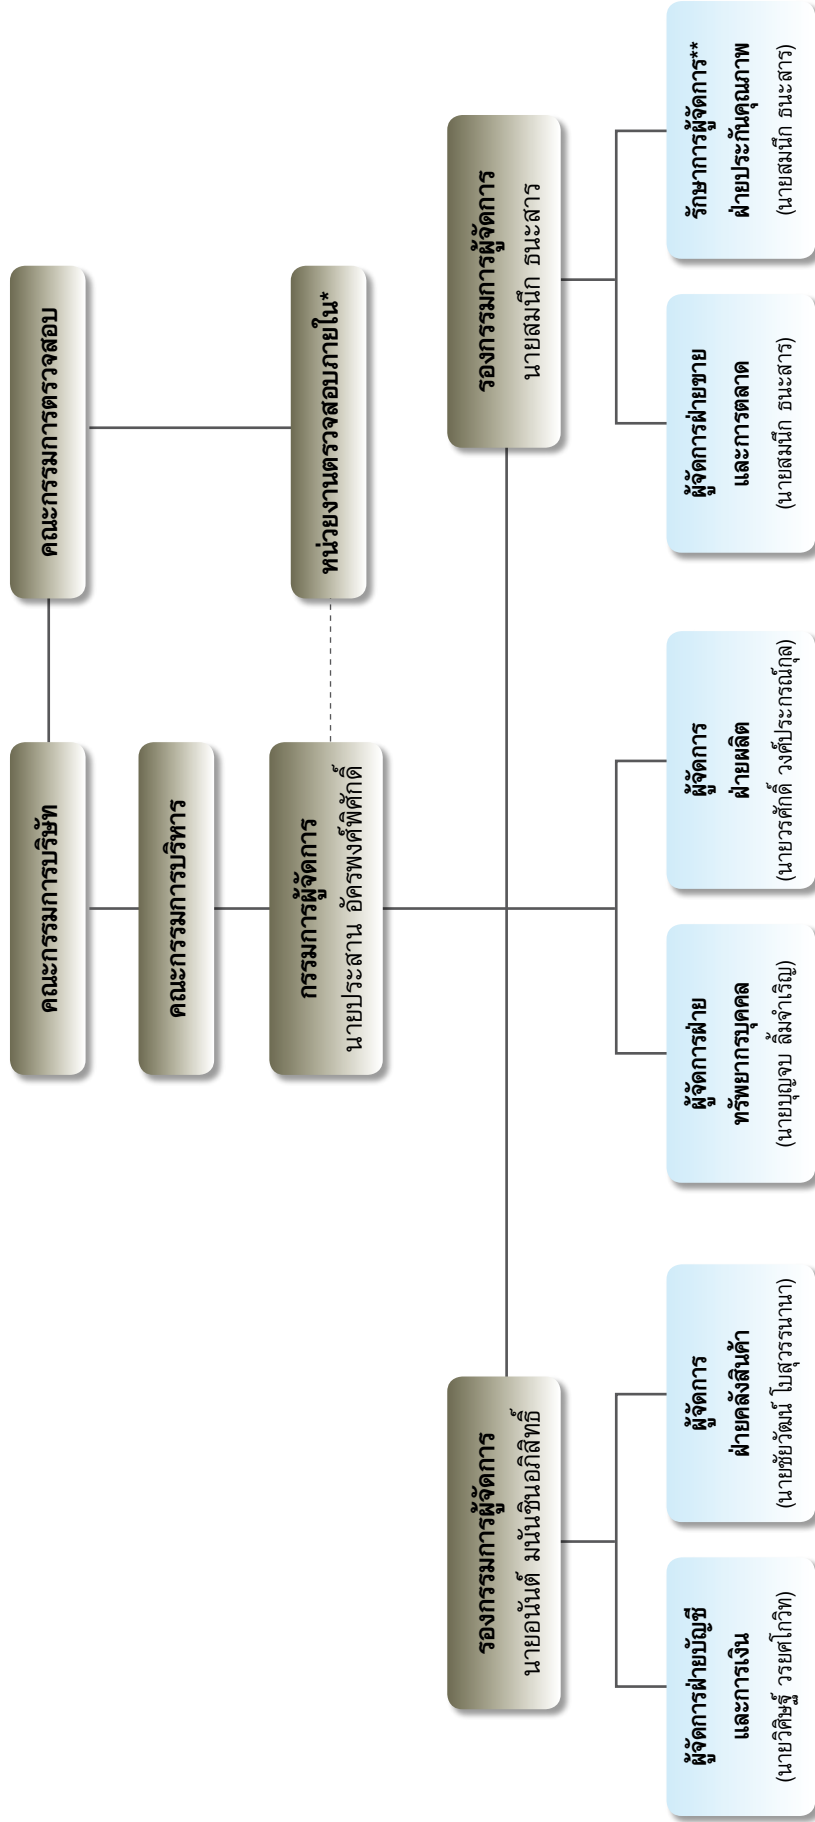 คณะกรรมการบริษัท
คณะกรรมการตรวจสอบ
คณะกรรมการบริหาร
กรรมการผู้จัดการ
นายประสาน อัครพงศ์พิศักดิ์
หน่วยงานตรวจสอบภายใน*
รองกรรมการผู้จัดการ
นายอนันต์ มนันชินอภิสิทธิ์
รองกรรมการผู้จัดการ
นายสมนึก ธนะสาร
ผู้จัดการฝ่ายบัญชี
และการเงิน
(นายวิศิษฐ์ วรยศโกวิท)
ผู้จัดการ
ฝ่ายคลังสินค้า
(นายชัยวัฒน์ โบสุวรรนานา)
ผู้จัดการฝ่าย
ทรัพยากรบุคคล
(นายบุญจบ ลิ้มจำเริญ)
ผู้จัดการ
ฝ่ายผลิต
(นายวรศักดิ์ วงศ์ประกรณ์กุล)
ผู้จัดการฝ่ายขาย
และการตลาด
(นายสมนึก ธนะสาร)
รักษาการผู้จัดการ**
ฝ่ายประกันคุณภาพ
(นายสมนึก ธนะสาร)